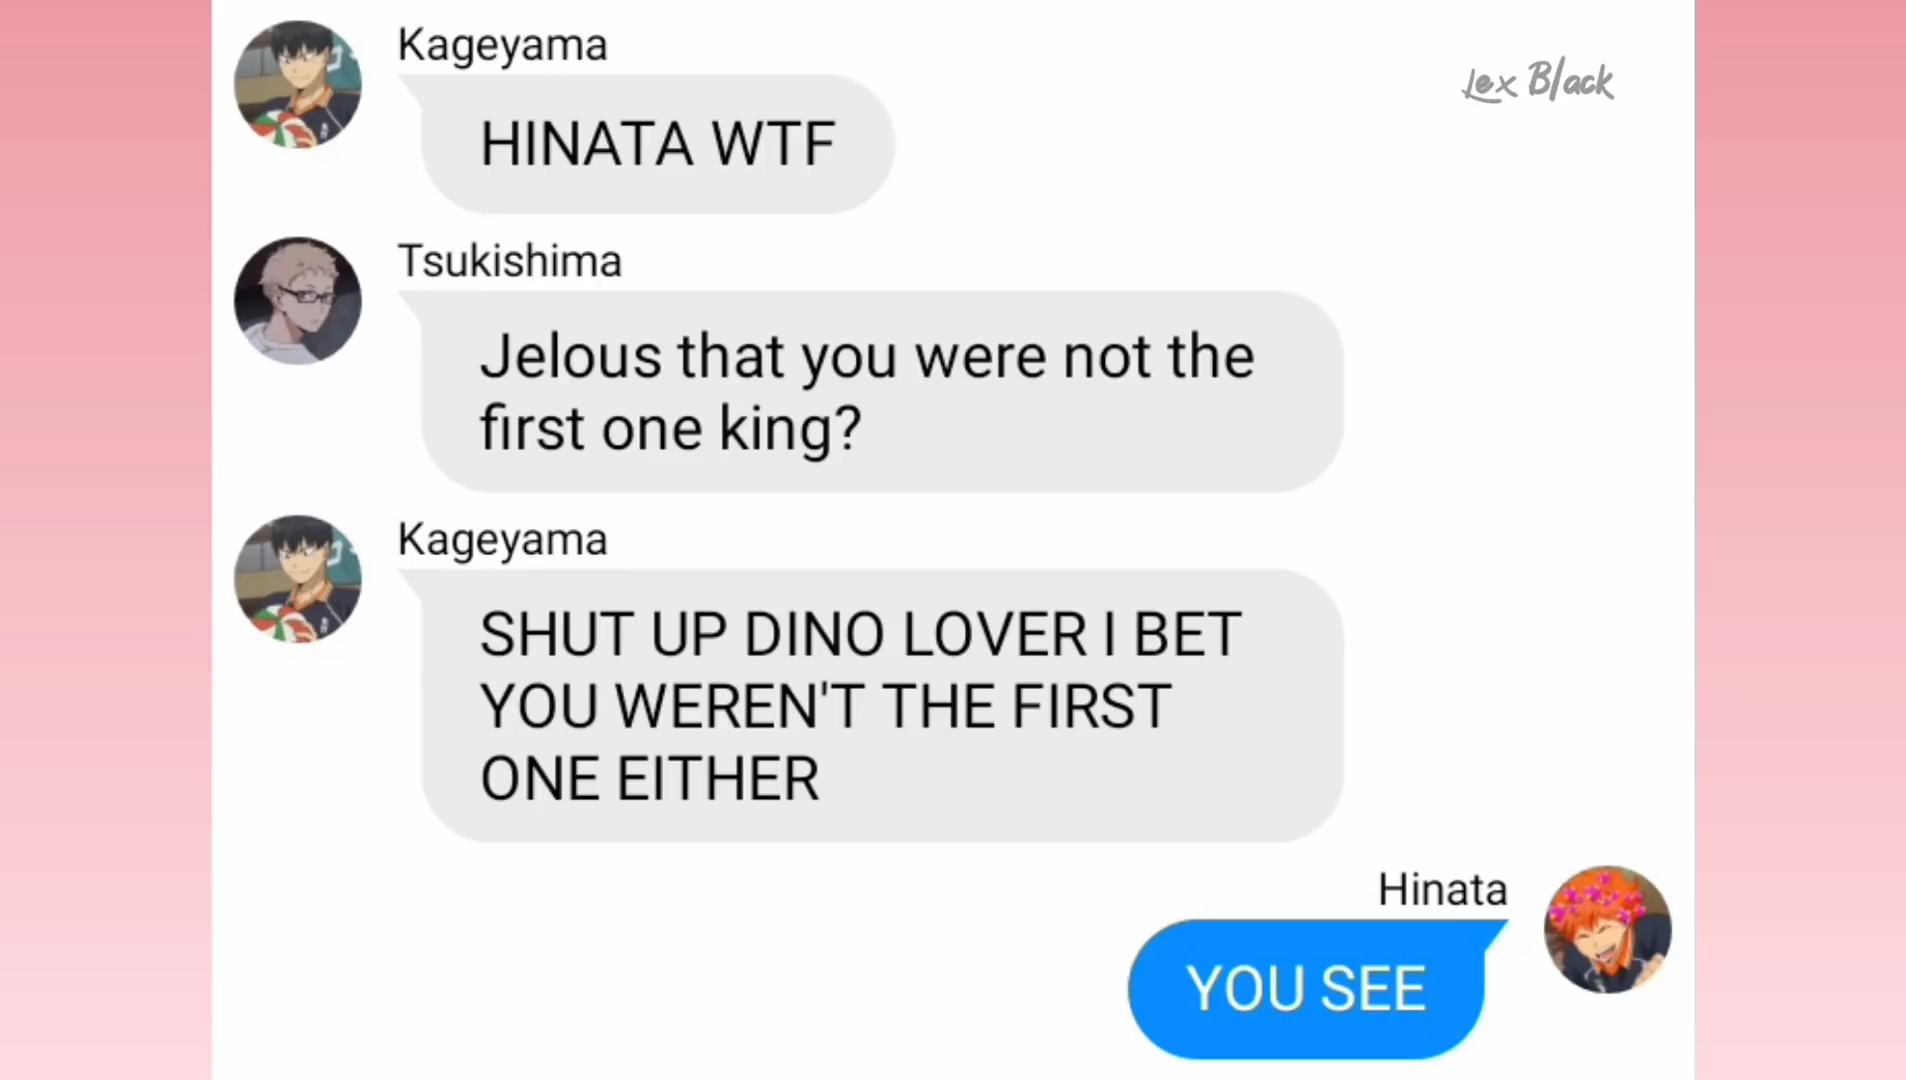 Kageyama
Lex Black
HINATA WTF
Tsukishima
Jelous that you were not the
first one king?
Kageyama
SHUT UP DINO LOVER I BET
YOU WEREN'T THE FIRST
ONE EITHER
Hinata
YOU SEE